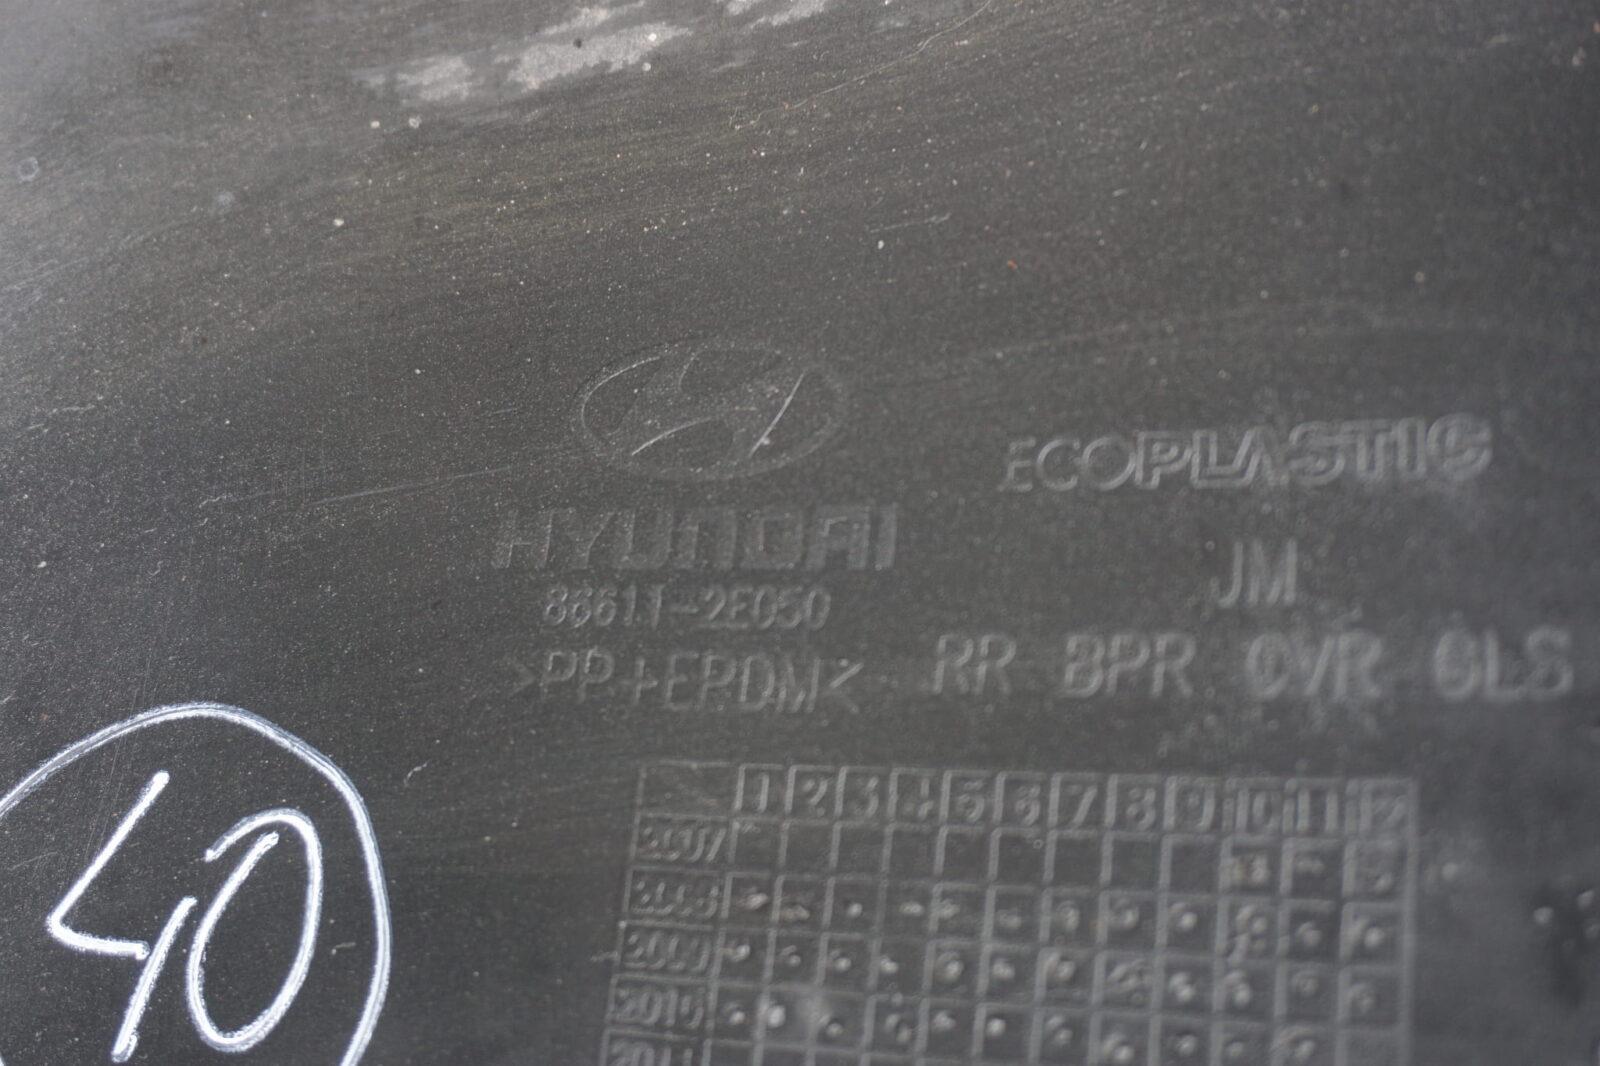 HYUNDAI
86611-2E050
>PP+EPDM<
ECOPLASTIC
JM
RR BPR CVR GLS
1 2 3 4 5 6 7 8 9 10 11 12
2007
2008
2009
2010
2011
40